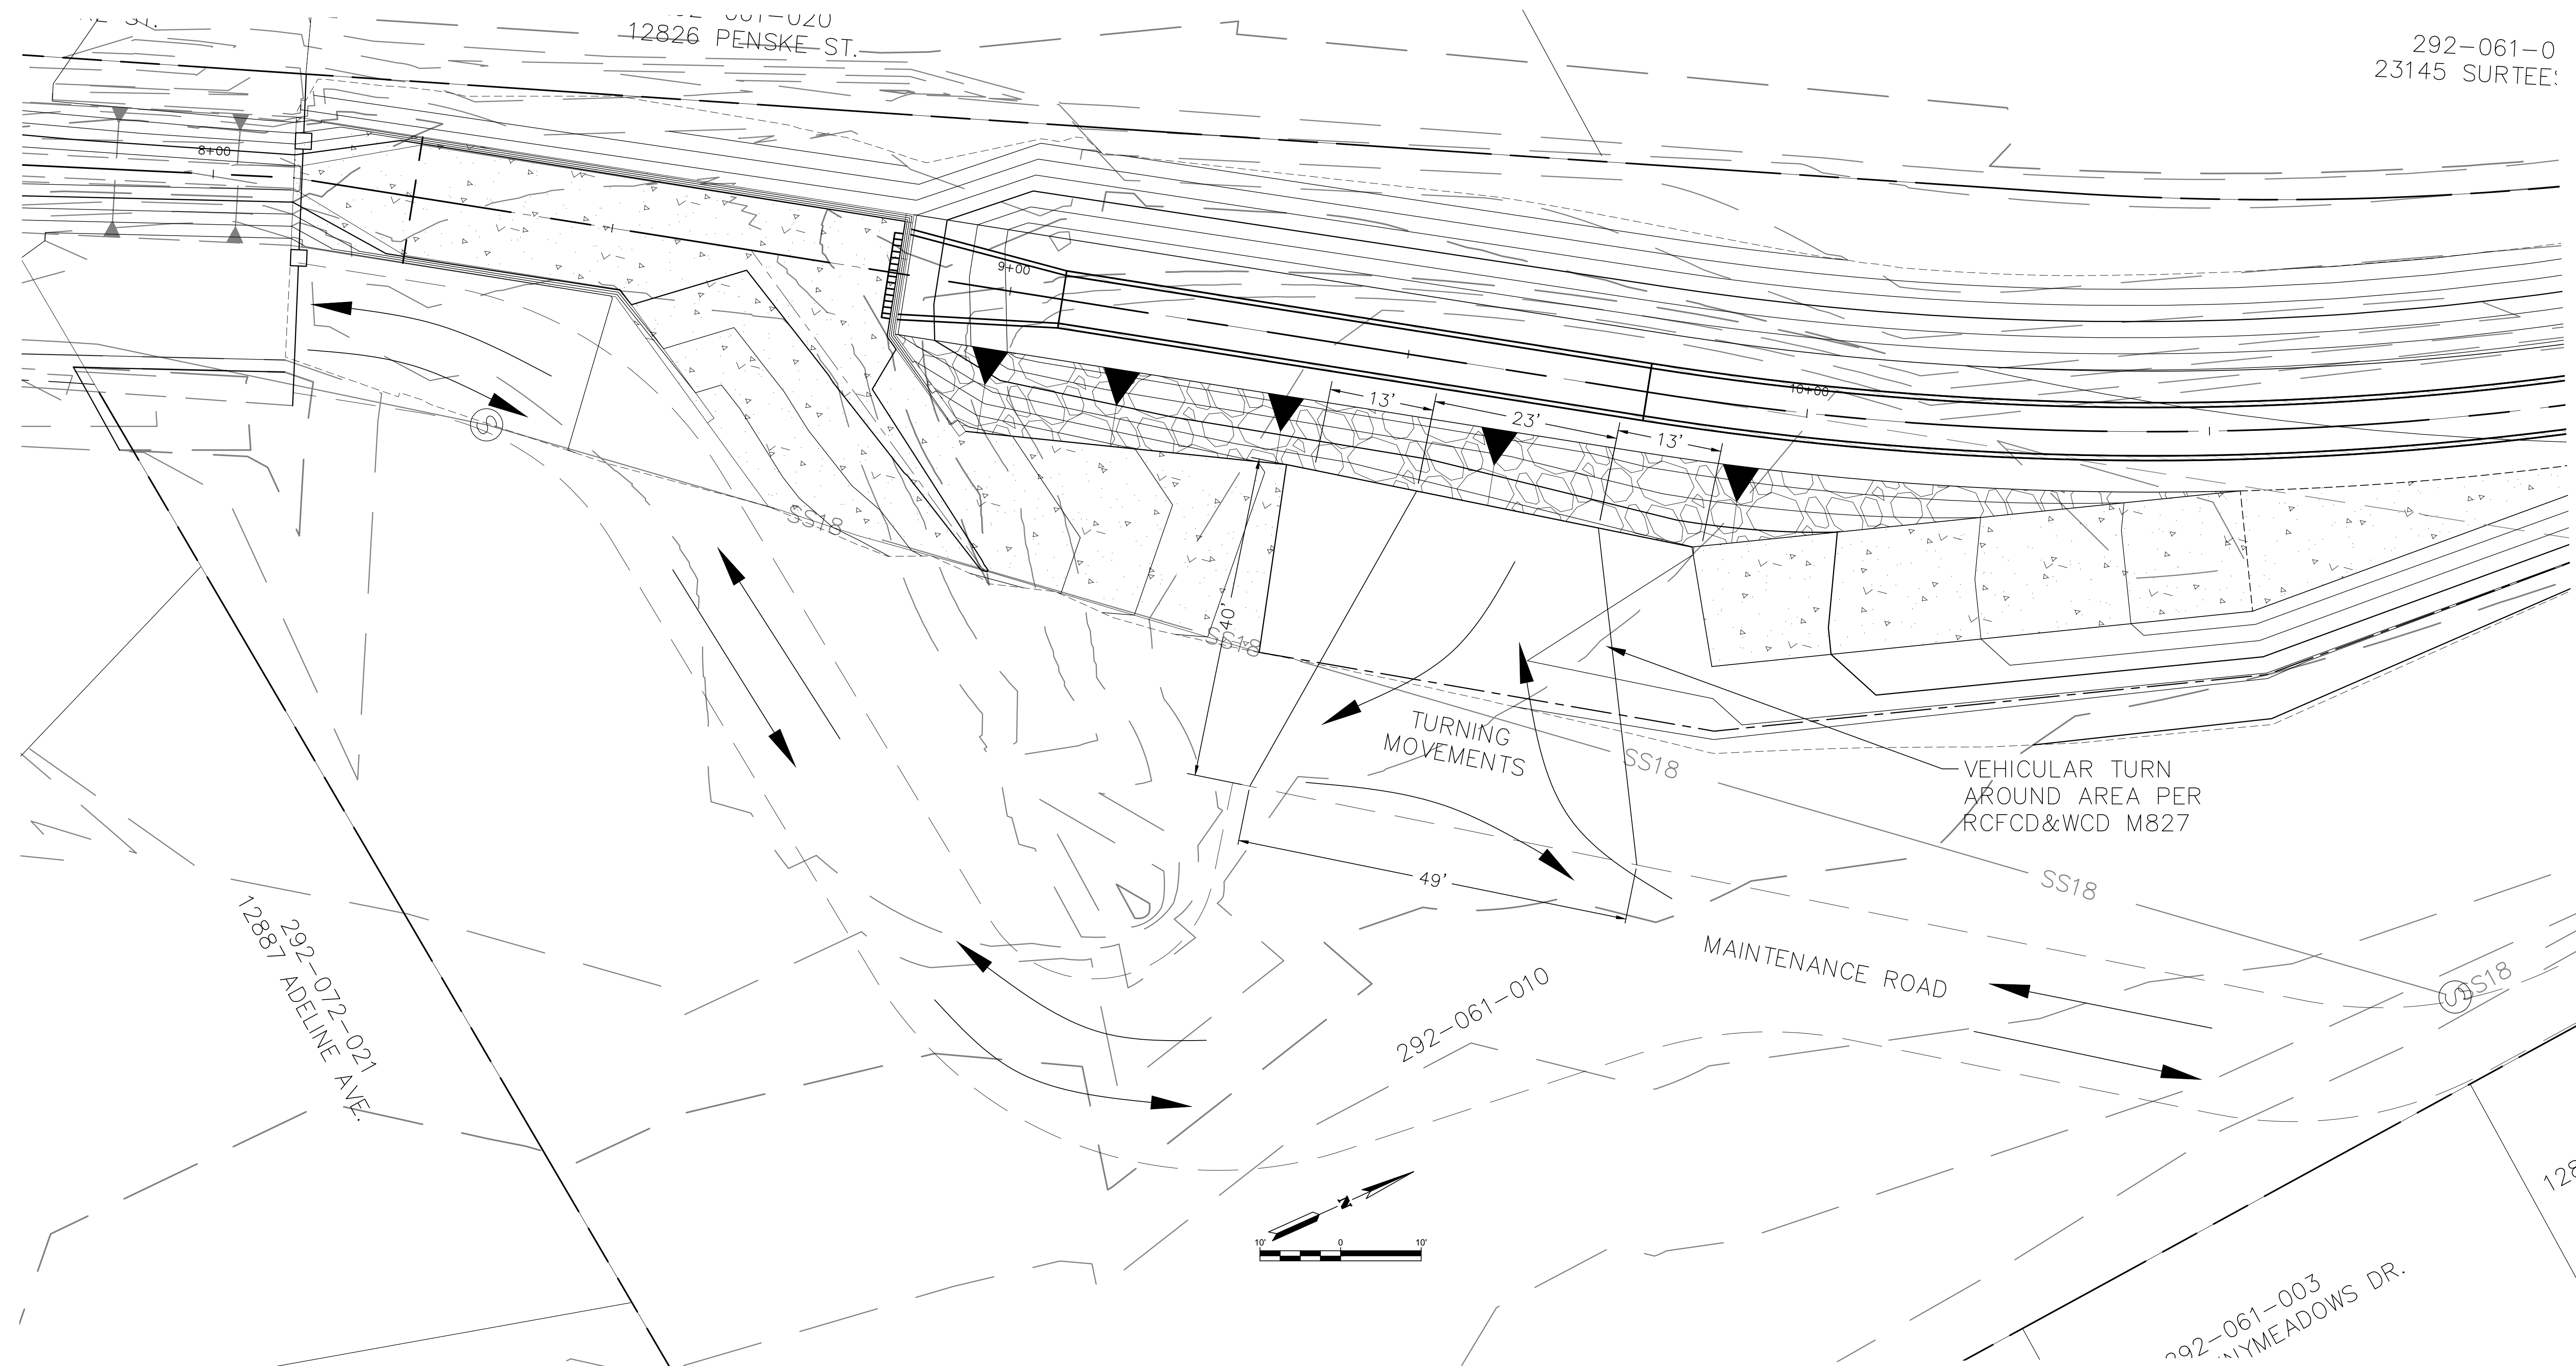 12826 PENSKE ST.
292-061-0
23145 SURTEES
8+00
9+00
10+00
13'
23'
13'
SS18
40'
SS18
TURNING
MOVEMENTS
SS18
VEHICULAR TURN
AROUND AREA PER
RCFCD&WCD M827
49'
SS18
MAINTENANCE ROAD
S
S
SS18
292-072-021
12887 ADELINE AVE.
292-061-010
N
10' 0 10'
128
292-061-003
NYMEADOWS DR.